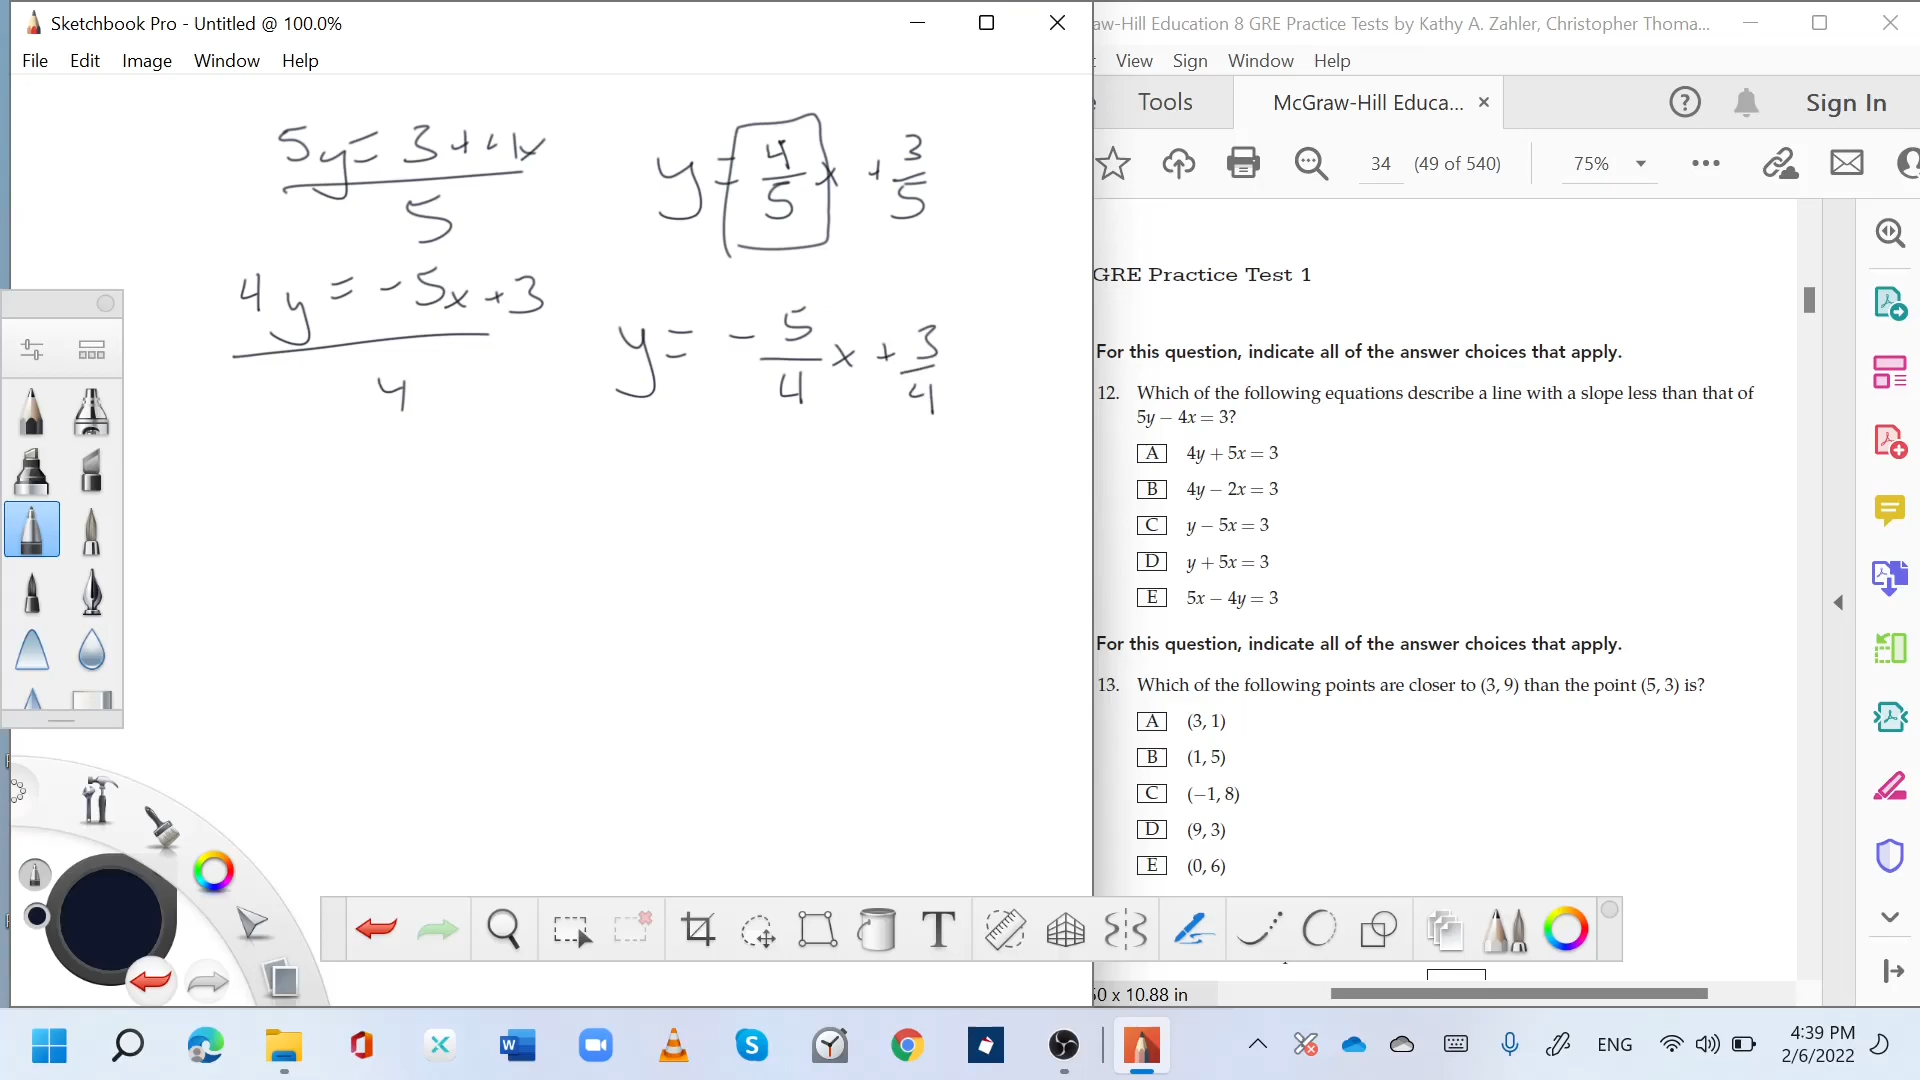 Sketchbook Pro - Untitled @ 100.0%
File Edit Image Window Help
5y = 3 + 4x
5
y = 4/5 x + 3/5
4y = -5x + 3
4
y = - 5/4 x + 3/4
aw-Hill Education 8 GRE Practice Tests by Kathy A. Zahler, Christopher Thoma...
View Sign Window Help
Tools
McGraw-Hill Educa... ×
Sign In
34 (49 of 540)
75%
GRE Practice Test 1
For this question, indicate all of the answer choices that apply.
12. Which of the following equations describe a line with a slope less than that of
5y − 4x = 3?
A 4y + 5x = 3
B 4y − 2x = 3
C y − 5x = 3
D y + 5x = 3
E 5x − 4y = 3
For this question, indicate all of the answer choices that apply.
13. Which of the following points are closer to (3, 9) than the point (5, 3) is?
A (3, 1)
B (1, 5)
C (−1, 8)
D (9, 3)
E (0, 6)
0 x 10.88 in
ENG
4:39 PM
2/6/2022